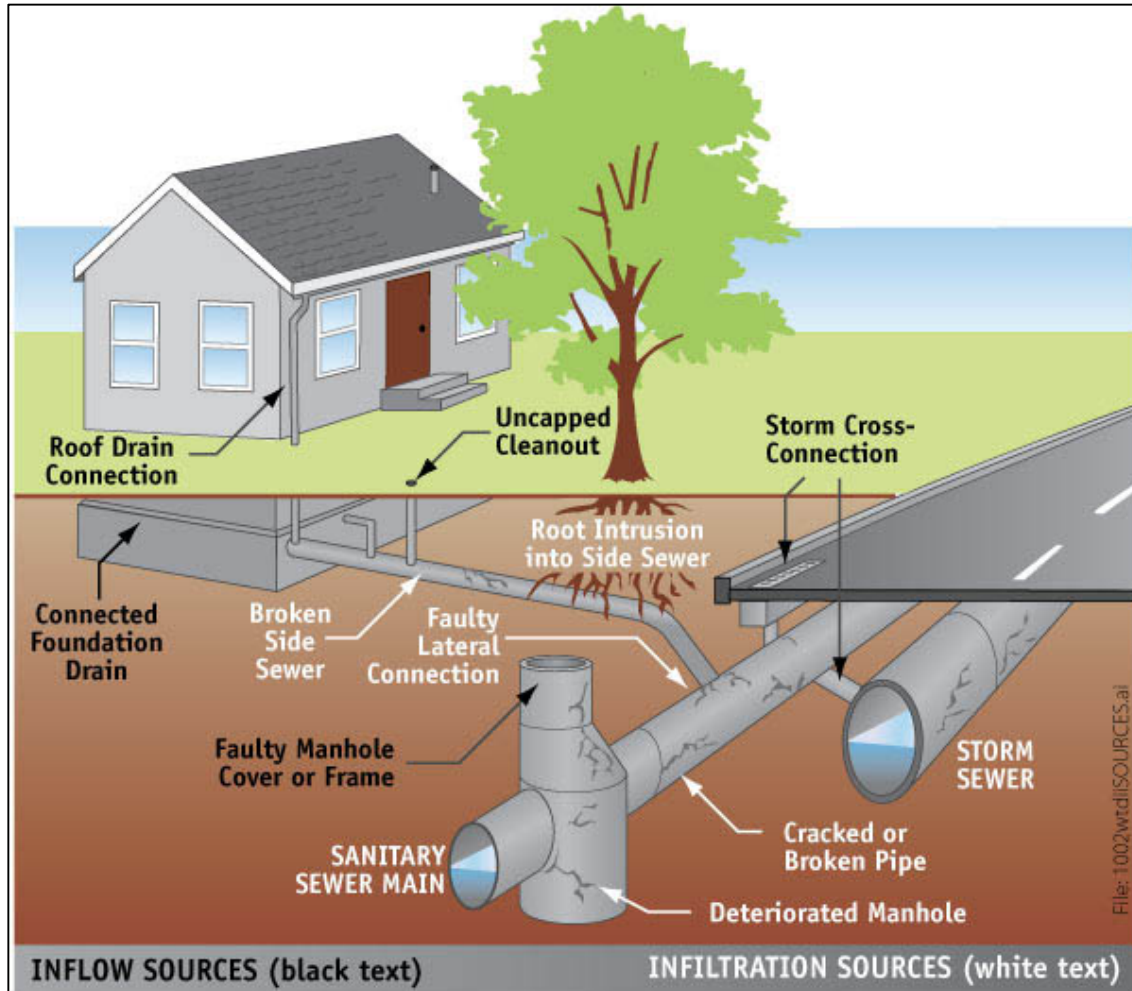 Roof Drain
Connection
Uncapped
Cleanout
Storm Cross-
Connection
Root Intrusion
into Side Sewer
Connected
Foundation
Drain
Broken
Side
Sewer
Faulty
Lateral
Connection
Faulty Manhole
Cover or Frame
STORM
SEWER
SANITARY
SEWER MAIN
Cracked or
Broken Pipe
Deteriorated Manhole
File: 1002wtdiiSOURCES.ai
INFLOW SOURCES (black text)
INFILTRATION SOURCES (white text)